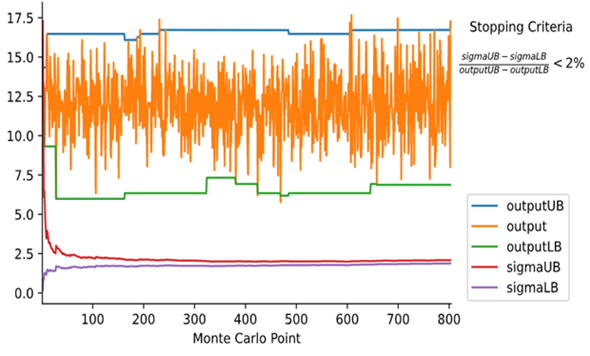 17.5
15.0
12.5
10.0
7.5
5.0
2.5
0.0
100 200 300 400 500 600 700 800
Monte Carlo Point
Stopping Criteria
sigmaUB − sigmaLB
outputUB − outputLB
< 2%
outputUB
output
outputLB
sigmaUB
sigmaLB